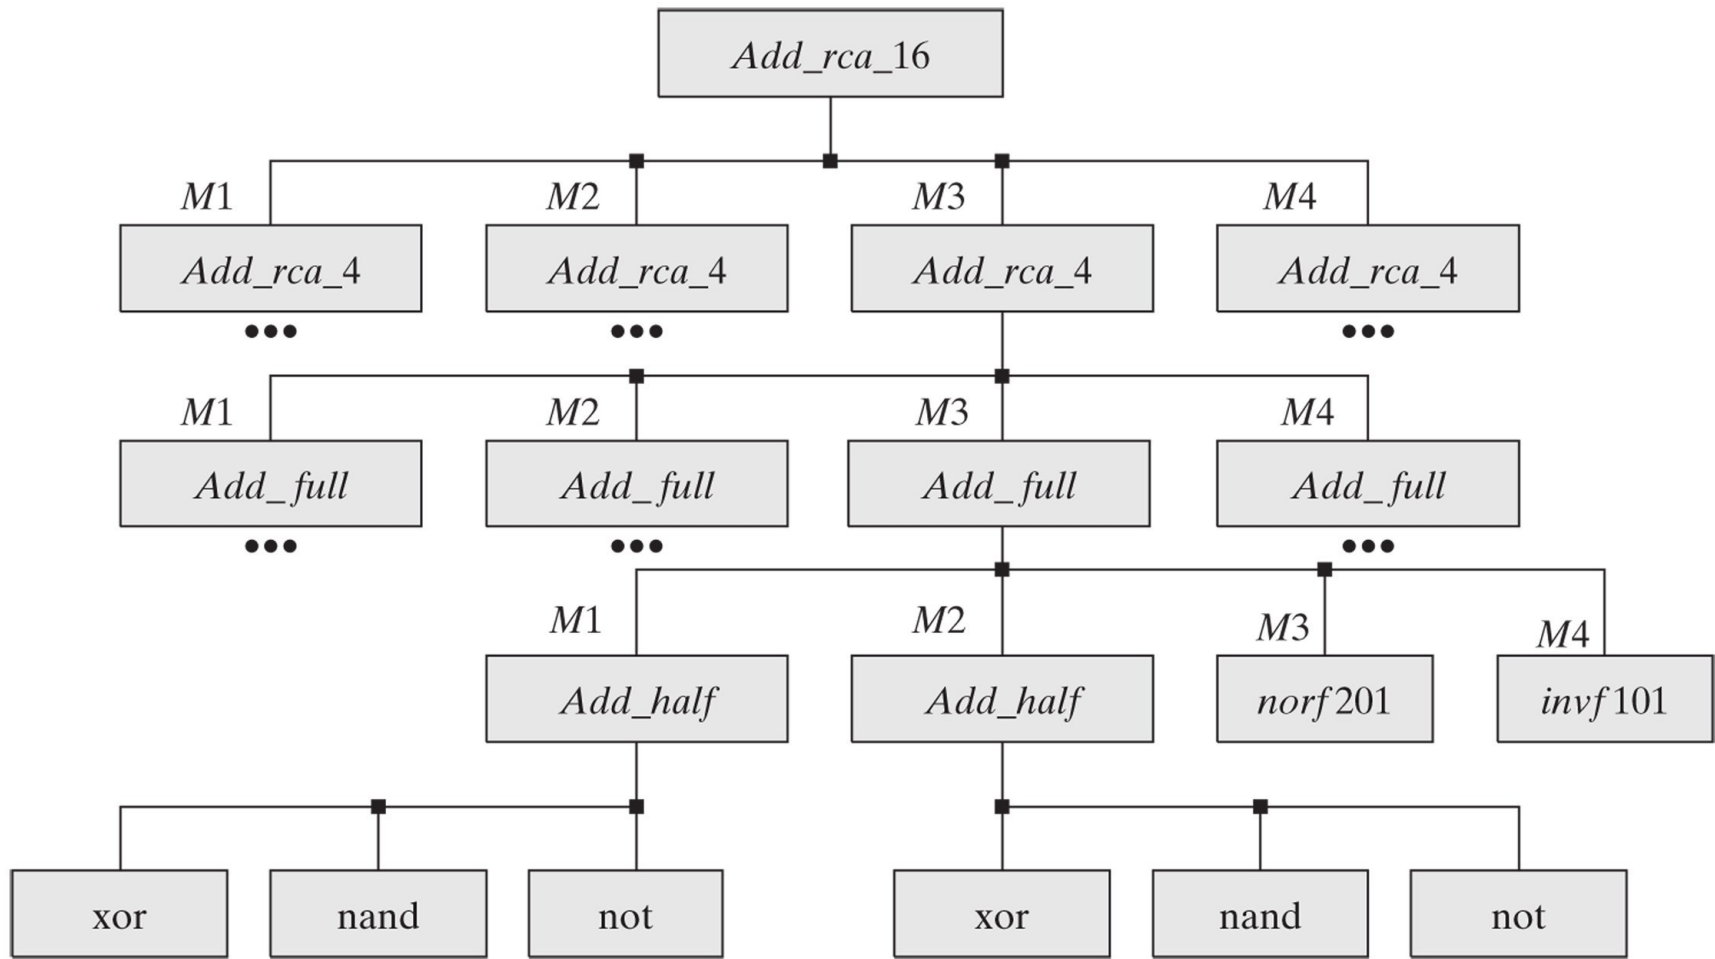 Add_rca_16
M1 M2 M3 M4
Add_rca_4 Add_rca_4 Add_rca_4 Add_rca_4
M1 M2 M3 M4
Add_full Add_full Add_full Add_full
M1 M2 M3 M4
Add_half Add_half norf201 invf101
xor nand not xor nand not